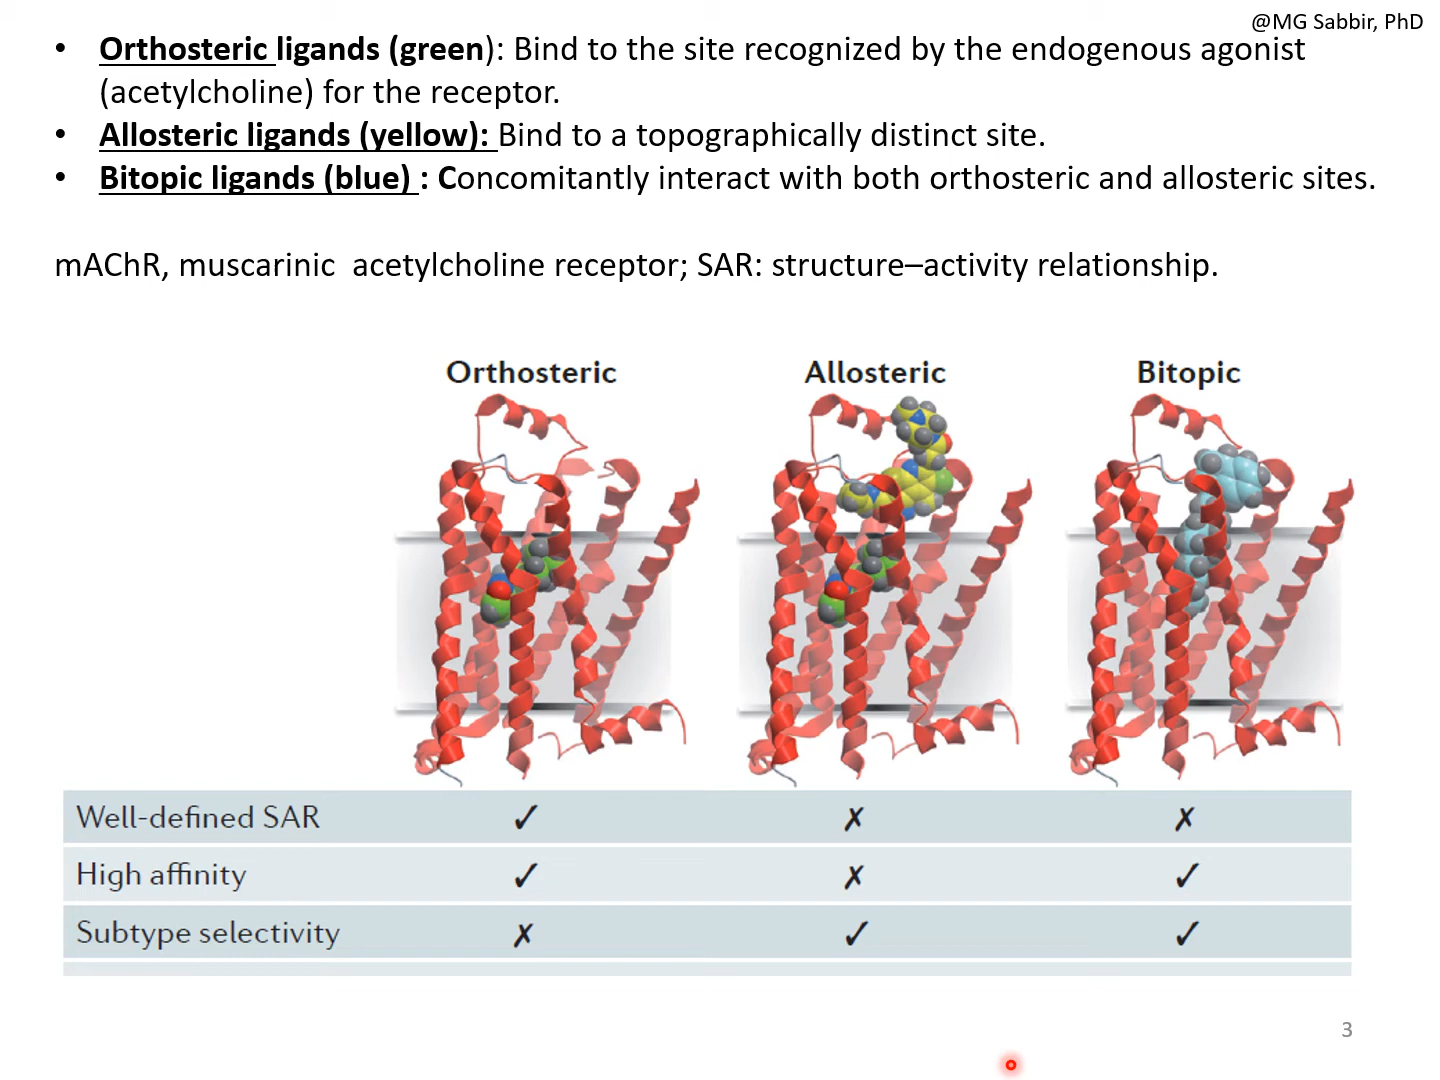 @MG Sabbir, PhD
• Orthosteric ligands (green): Bind to the site recognized by the endogenous agonist
(acetylcholine) for the receptor.
• Allosteric ligands (yellow): Bind to a topographically distinct site.
• Bitopic ligands (blue) : Concomitantly interact with both orthosteric and allosteric sites.
mAChR, muscarinic  acetylcholine receptor; SAR: structure–activity relationship.
Orthosteric Allosteric Bitopic
Well-defined SAR ✓ ✗ ✗
High affinity ✓ ✗ ✓
Subtype selectivity ✗ ✓ ✓
3